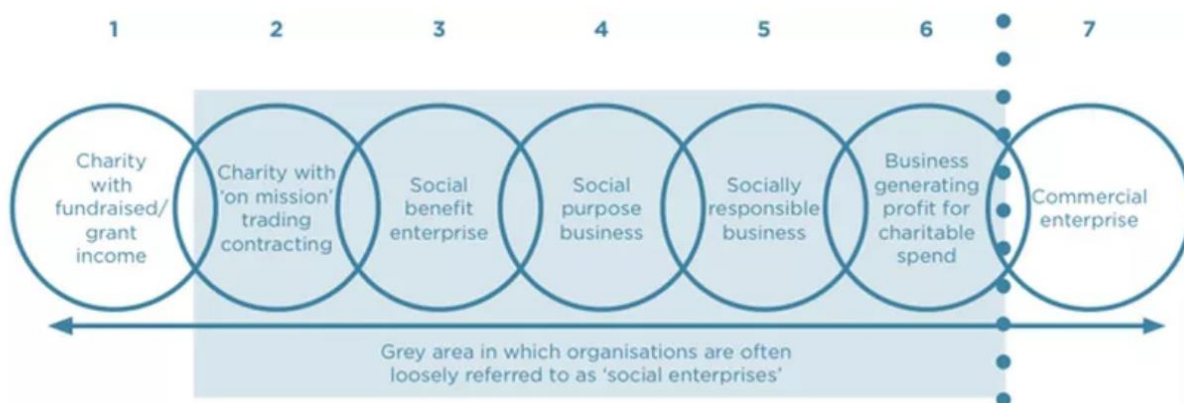 1 2 3 4 5 6 7
Charity
with
fundraised/
grant
income
Charity with
‘on mission’
trading
contracting
Social
benefit
enterprise
Social
purpose
business
Socially
responsible
business
Business
generating
profit for
charitable
spend
Commercial
enterprise
Grey area in which organisations are often
loosely referred to as ‘social enterprises’